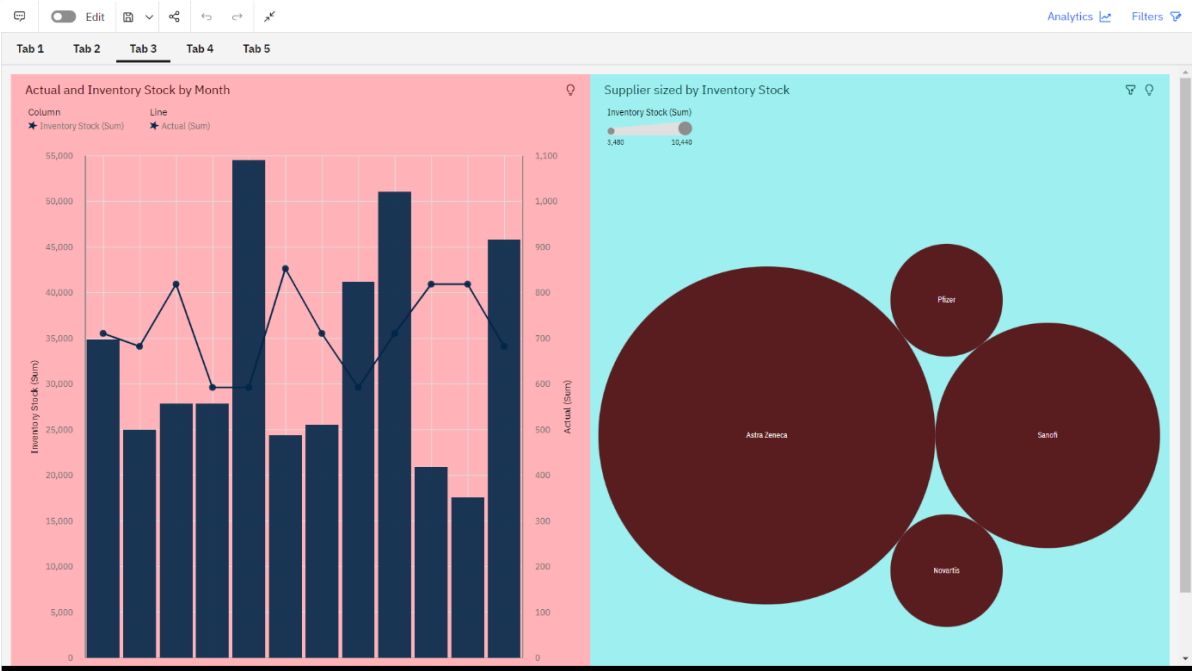 Edit
Analytics
Filters
Tab 1 Tab 2 Tab 3 Tab 4 Tab 5
Actual and Inventory Stock by Month
Column Line
Inventory Stock (Sum) Actual (Sum)
55,000
50,000
45,000
40,000
35,000
30,000
25,000
20,000
15,000
10,000
5,000
0
Inventory Stock (Sum)
1,100
1,000
900
800
700
600
500
400
300
200
100
0
Actual (Sum)
Supplier sized by Inventory Stock
Inventory Stock (Sum)
3,480 10,440
Pfizer
Astra Zeneca
Sanofi
Novartis